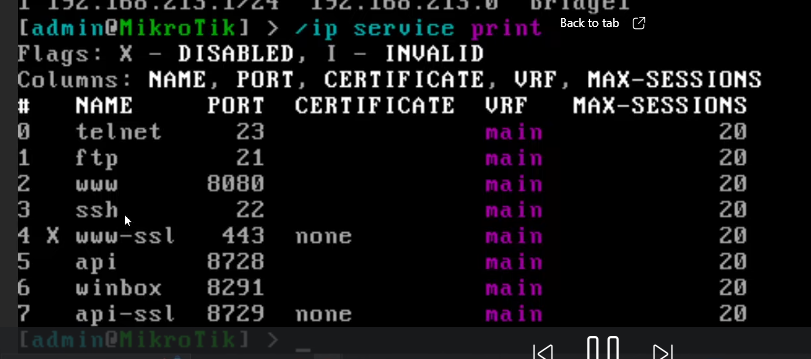 1 192.168.213.1/24 192.168.213.0 bridge1
[admin@MikroTik] > /ip service print
Back to tab
Flags: X - DISABLED, I - INVALID
Columns: NAME, PORT, CERTIFICATE, VRF, MAX-SESSIONS
# NAME PORT CERTIFICATE VRF MAX-SESSIONS
0 telnet 23 main 20
1 ftp 21 main 20
2 www 8080 main 20
3 ssh 22 main 20
4 X www-ssl 443 none main 20
5 api 8728 main 20
6 winbox 8291 main 20
7 api-ssl 8729 none main 20
[admin@MikroTik] > _